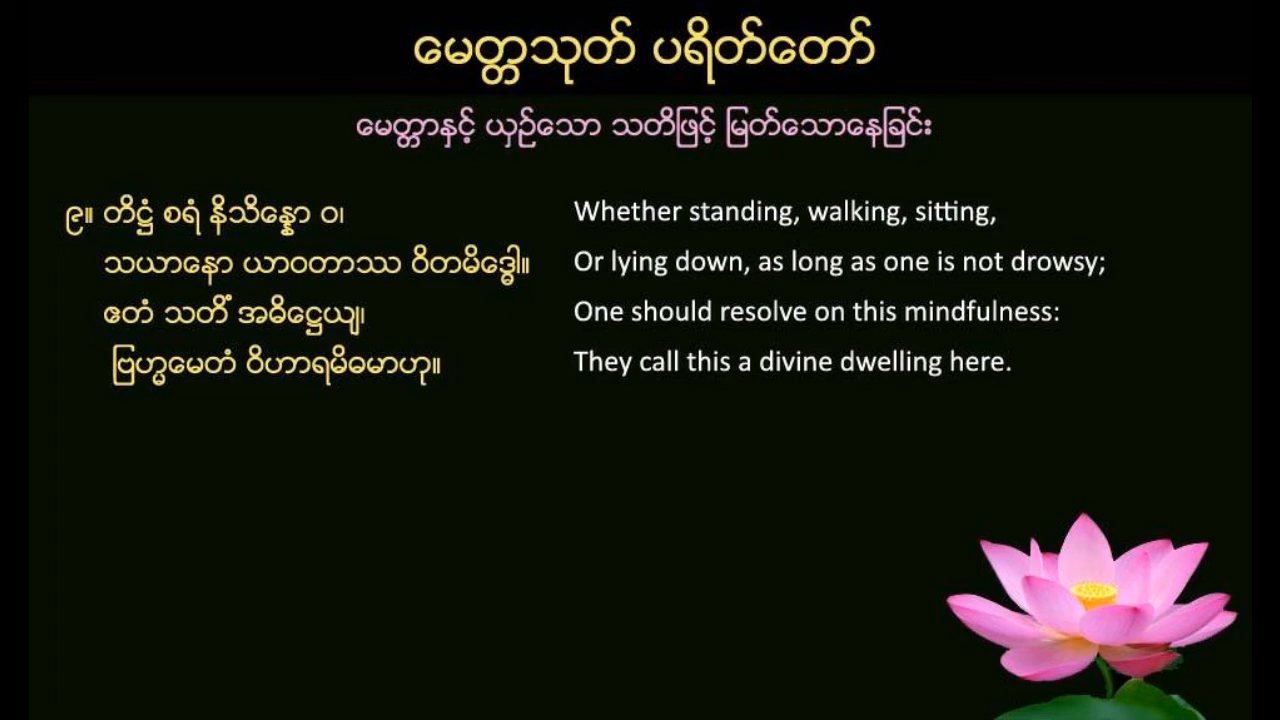 မေတ္တသုတ် ပရိတ်တော်
မေတ္တာနှင့် ယှဉ်သော သတိဖြင့် မြတ်သောနေခြင်း
၉။ တိဋ္ဌံ စရံ နိသိန္နော ဝ၊
သယာနော ယာဝတာဿ ဝိတမိဒ္ဓေါ။
ဧတံ သတိံ အဓိဋ္ဌေယျ၊
ဗြဟ္မမေတံ ဝိဟာရမိဓမာဟု။
Whether standing, walking, sitting,
Or lying down, as long as one is not drowsy;
One should resolve on this mindfulness:
They call this a divine dwelling here.